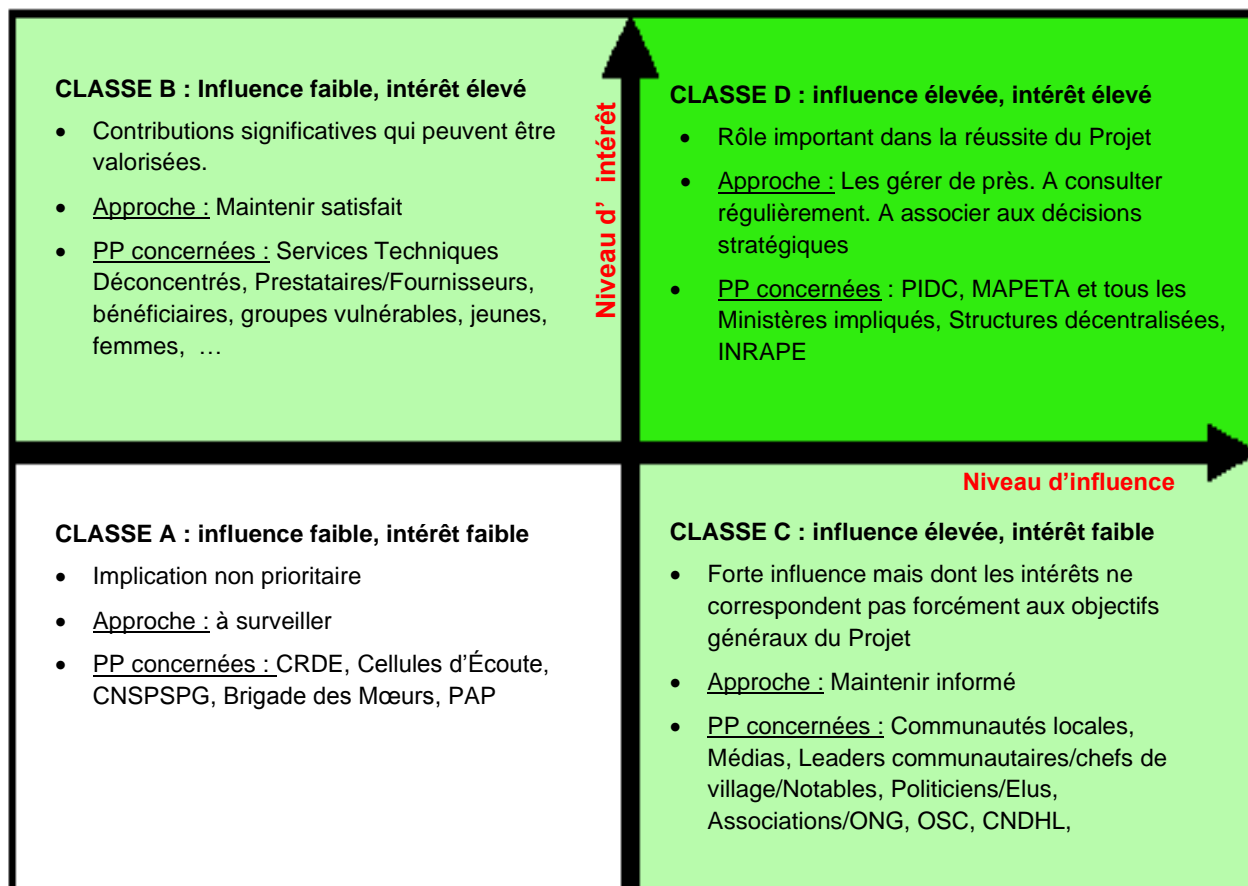 CLASSE B : Influence faible, intérêt élevé
• Contributions significatives qui peuvent être
valorisées.
• Approche : Maintenir satisfait
• PP concernées : Services Techniques
Déconcentrés, Prestataires/Fournisseurs,
bénéficiaires, groupes vulnérables, jeunes,
femmes, …
Niveau d’ intérêt
CLASSE D : influence élevée, intérêt élevé
• Rôle important dans la réussite du Projet
• Approche : Les gérer de près. A consulter
régulièrement. A associer aux décisions
stratégiques
• PP concernées : PIDC, MAPETA et tous les
Ministères impliqués, Structures décentralisées,
INRAPE
Niveau d’influence
CLASSE A : influence faible, intérêt faible
• Implication non prioritaire
• Approche : à surveiller
• PP concernées : CRDE, Cellules d’Écoute,
CNSPSPG, Brigade des Mœurs, PAP
CLASSE C : influence élevée, intérêt faible
• Forte influence mais dont les intérêts ne
correspondent pas forcément aux objectifs
généraux du Projet
• Approche : Maintenir informé
• PP concernées : Communautés locales,
Médias, Leaders communautaires/chefs de
village/Notables, Politiciens/Elus,
Associations/ONG, OSC, CNDHL,